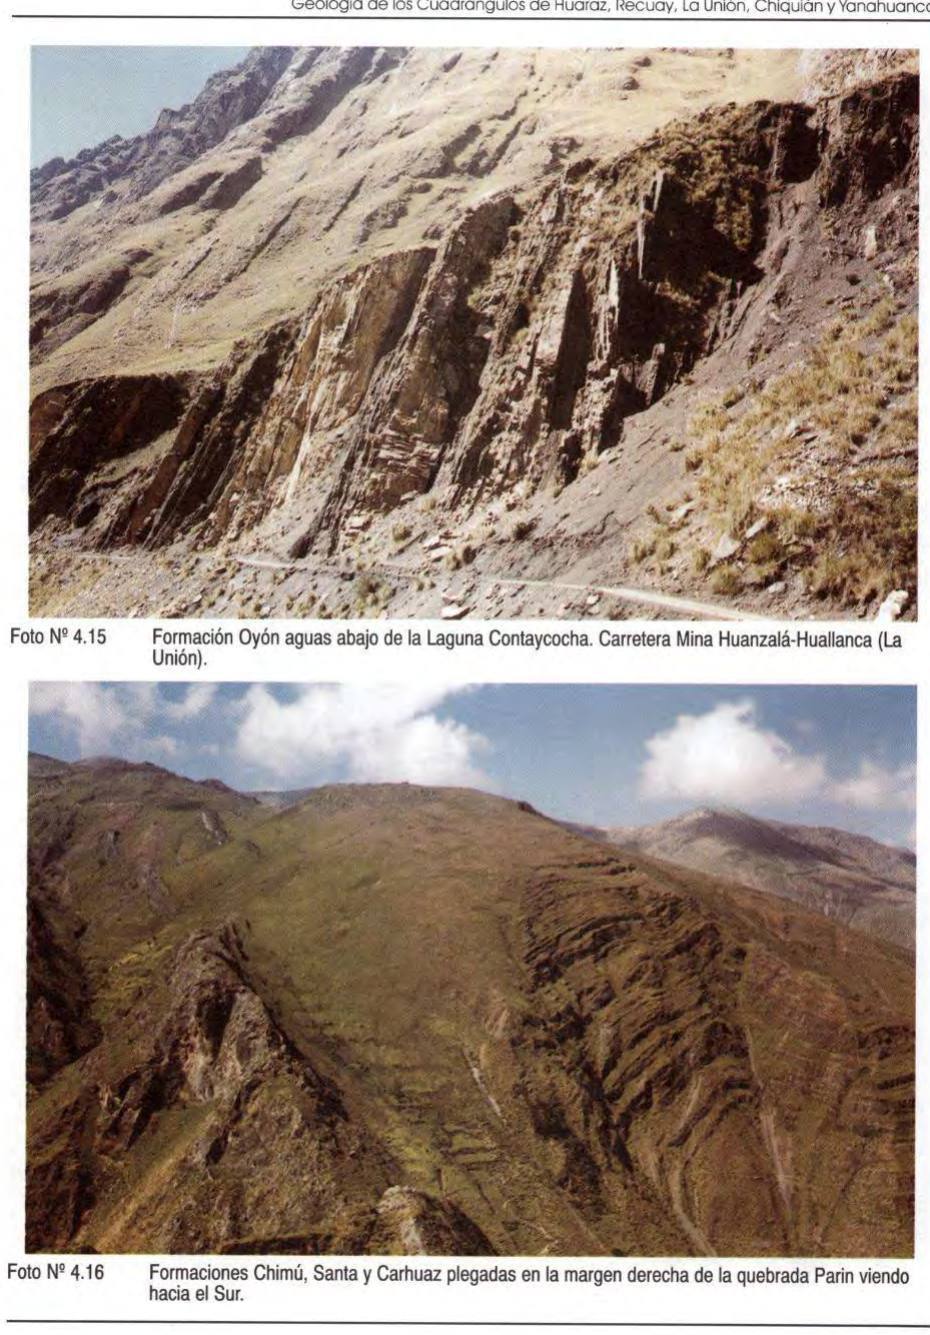 Geología de los Cuadrángulos de Huaraz, Recuay, La Unión, Chiquián y Yanahuanca
Foto Nº 4.15 Formación Oyón aguas abajo de la Laguna Contaycocha. Carretera Mina Huanzalá-Huallanca (La
Unión).
Foto Nº 4.16 Formaciones Chimú, Santa y Carhuaz plegadas en la margen derecha de la quebrada Parin viendo
hacia el Sur.